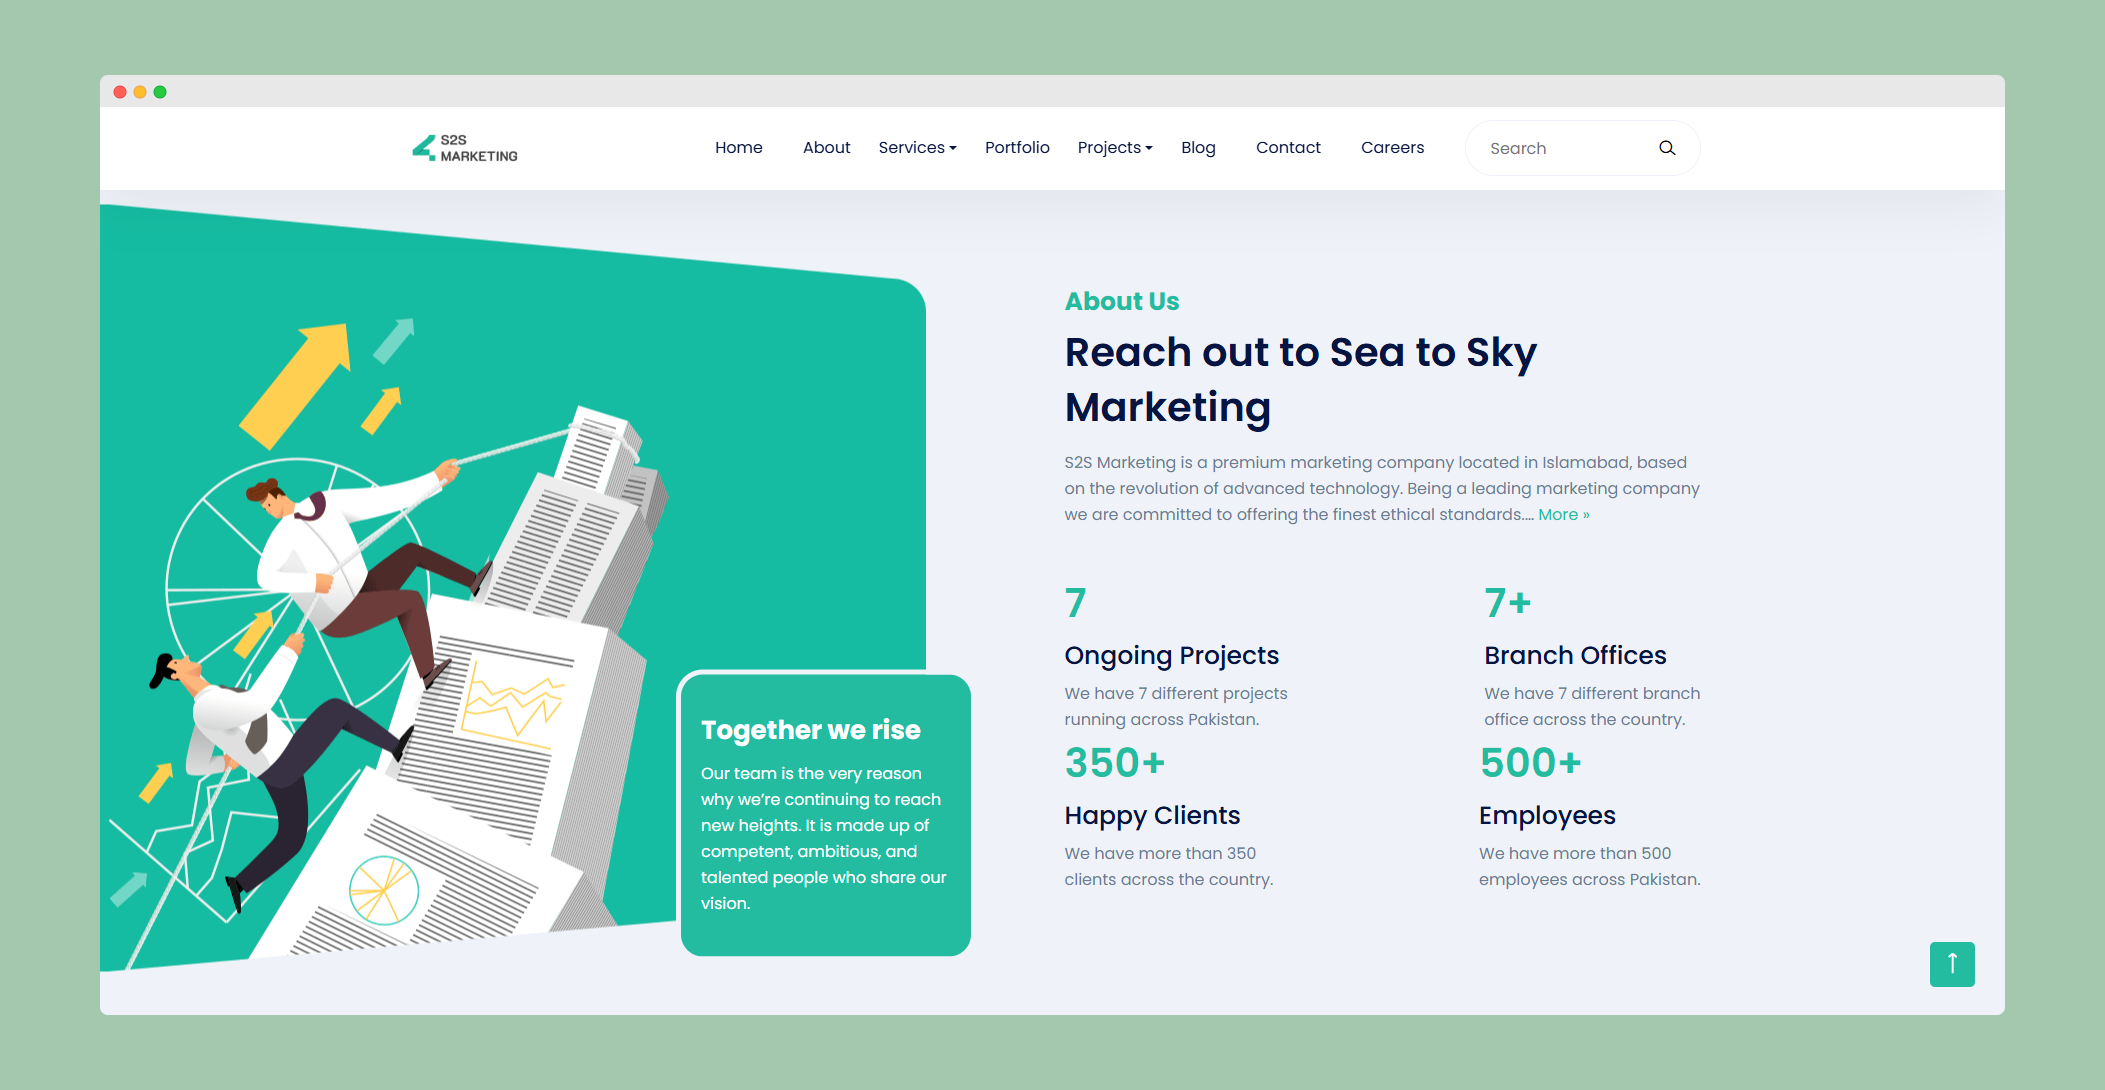 S2S
MARKETING
Home About Services Portfolio Projects Blog Contact Careers Search
About Us
Reach out to Sea to Sky
Marketing
S2S Marketing is a premium marketing company located in Islamabad, based
on the revolution of advanced technology. Being a leading marketing company
we are committed to offering the finest ethical standards.... More »
7
Ongoing Projects
We have 7 different projects
running across Pakistan.
7+
Branch Offices
We have 7 different branch
office across the country.
350+
Happy Clients
We have more than 350
clients across the country.
500+
Employees
We have more than 500
employees across Pakistan.
Together we rise
Our team is the very reason
why we’re continuing to reach
new heights. It is made up of
competent, ambitious, and
talented people who share our
vision.